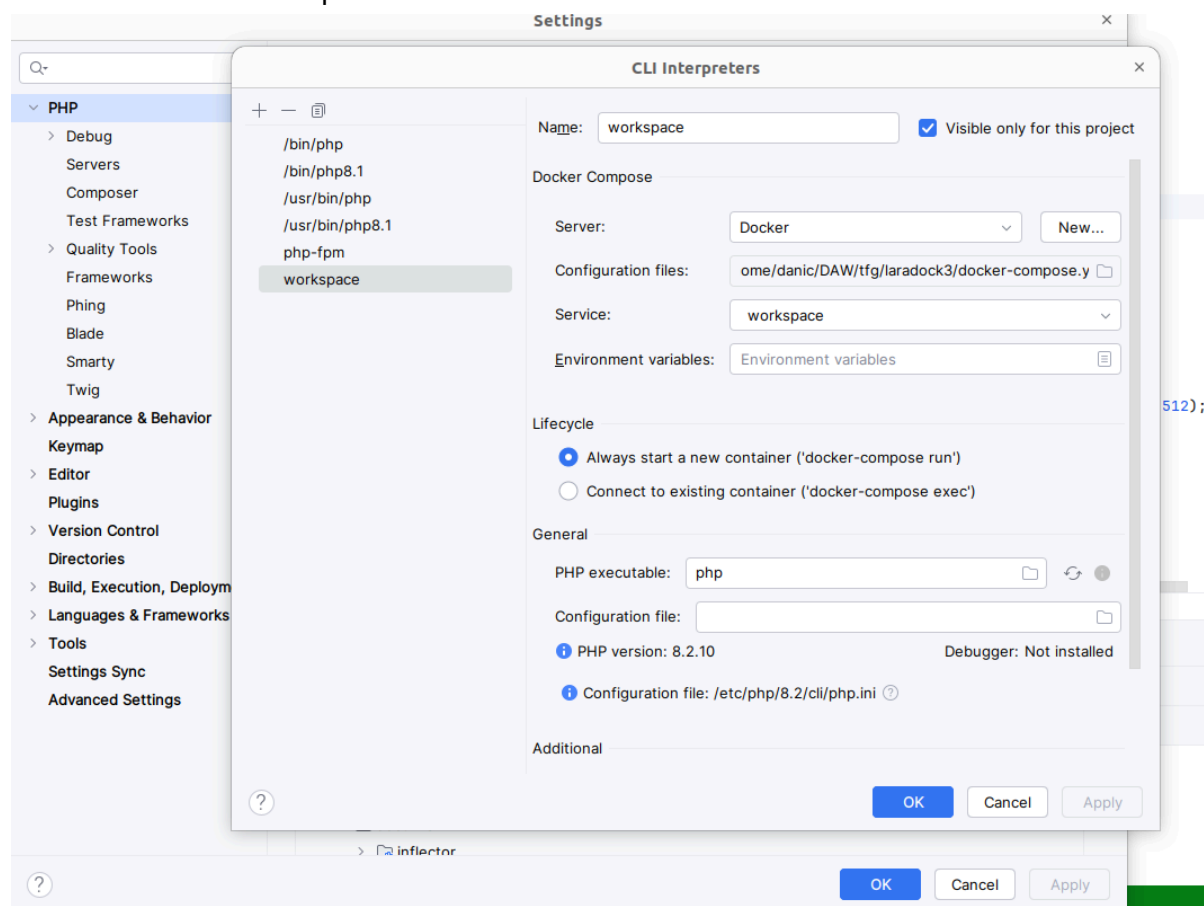 Settings
CLI Interpreters
PHP
Debug
Servers
Composer
Test Frameworks
Quality Tools
Frameworks
Phing
Blade
Smarty
Twig
Appearance & Behavior
Keymap
Editor
Plugins
Version Control
Directories
Build, Execution, Deploym
Languages & Frameworks
Tools
Settings Sync
Advanced Settings
/bin/php
/bin/php8.1
/usr/bin/php
/usr/bin/php8.1
php-fpm
workspace
Name: workspace Visible only for this project
Docker Compose
Server: Docker New...
Configuration files: ome/danic/DAW/tfg/laradock3/docker-compose.y
Service: workspace
Environment variables: Environment variables
Lifecycle
Always start a new container ('docker-compose run')
Connect to existing container ('docker-compose exec')
General
PHP executable: php
Configuration file:
PHP version: 8.2.10 Debugger: Not installed
Configuration file: /etc/php/8.2/cli/php.ini
Additional
OK Cancel Apply
512);
inflector
OK Cancel Apply